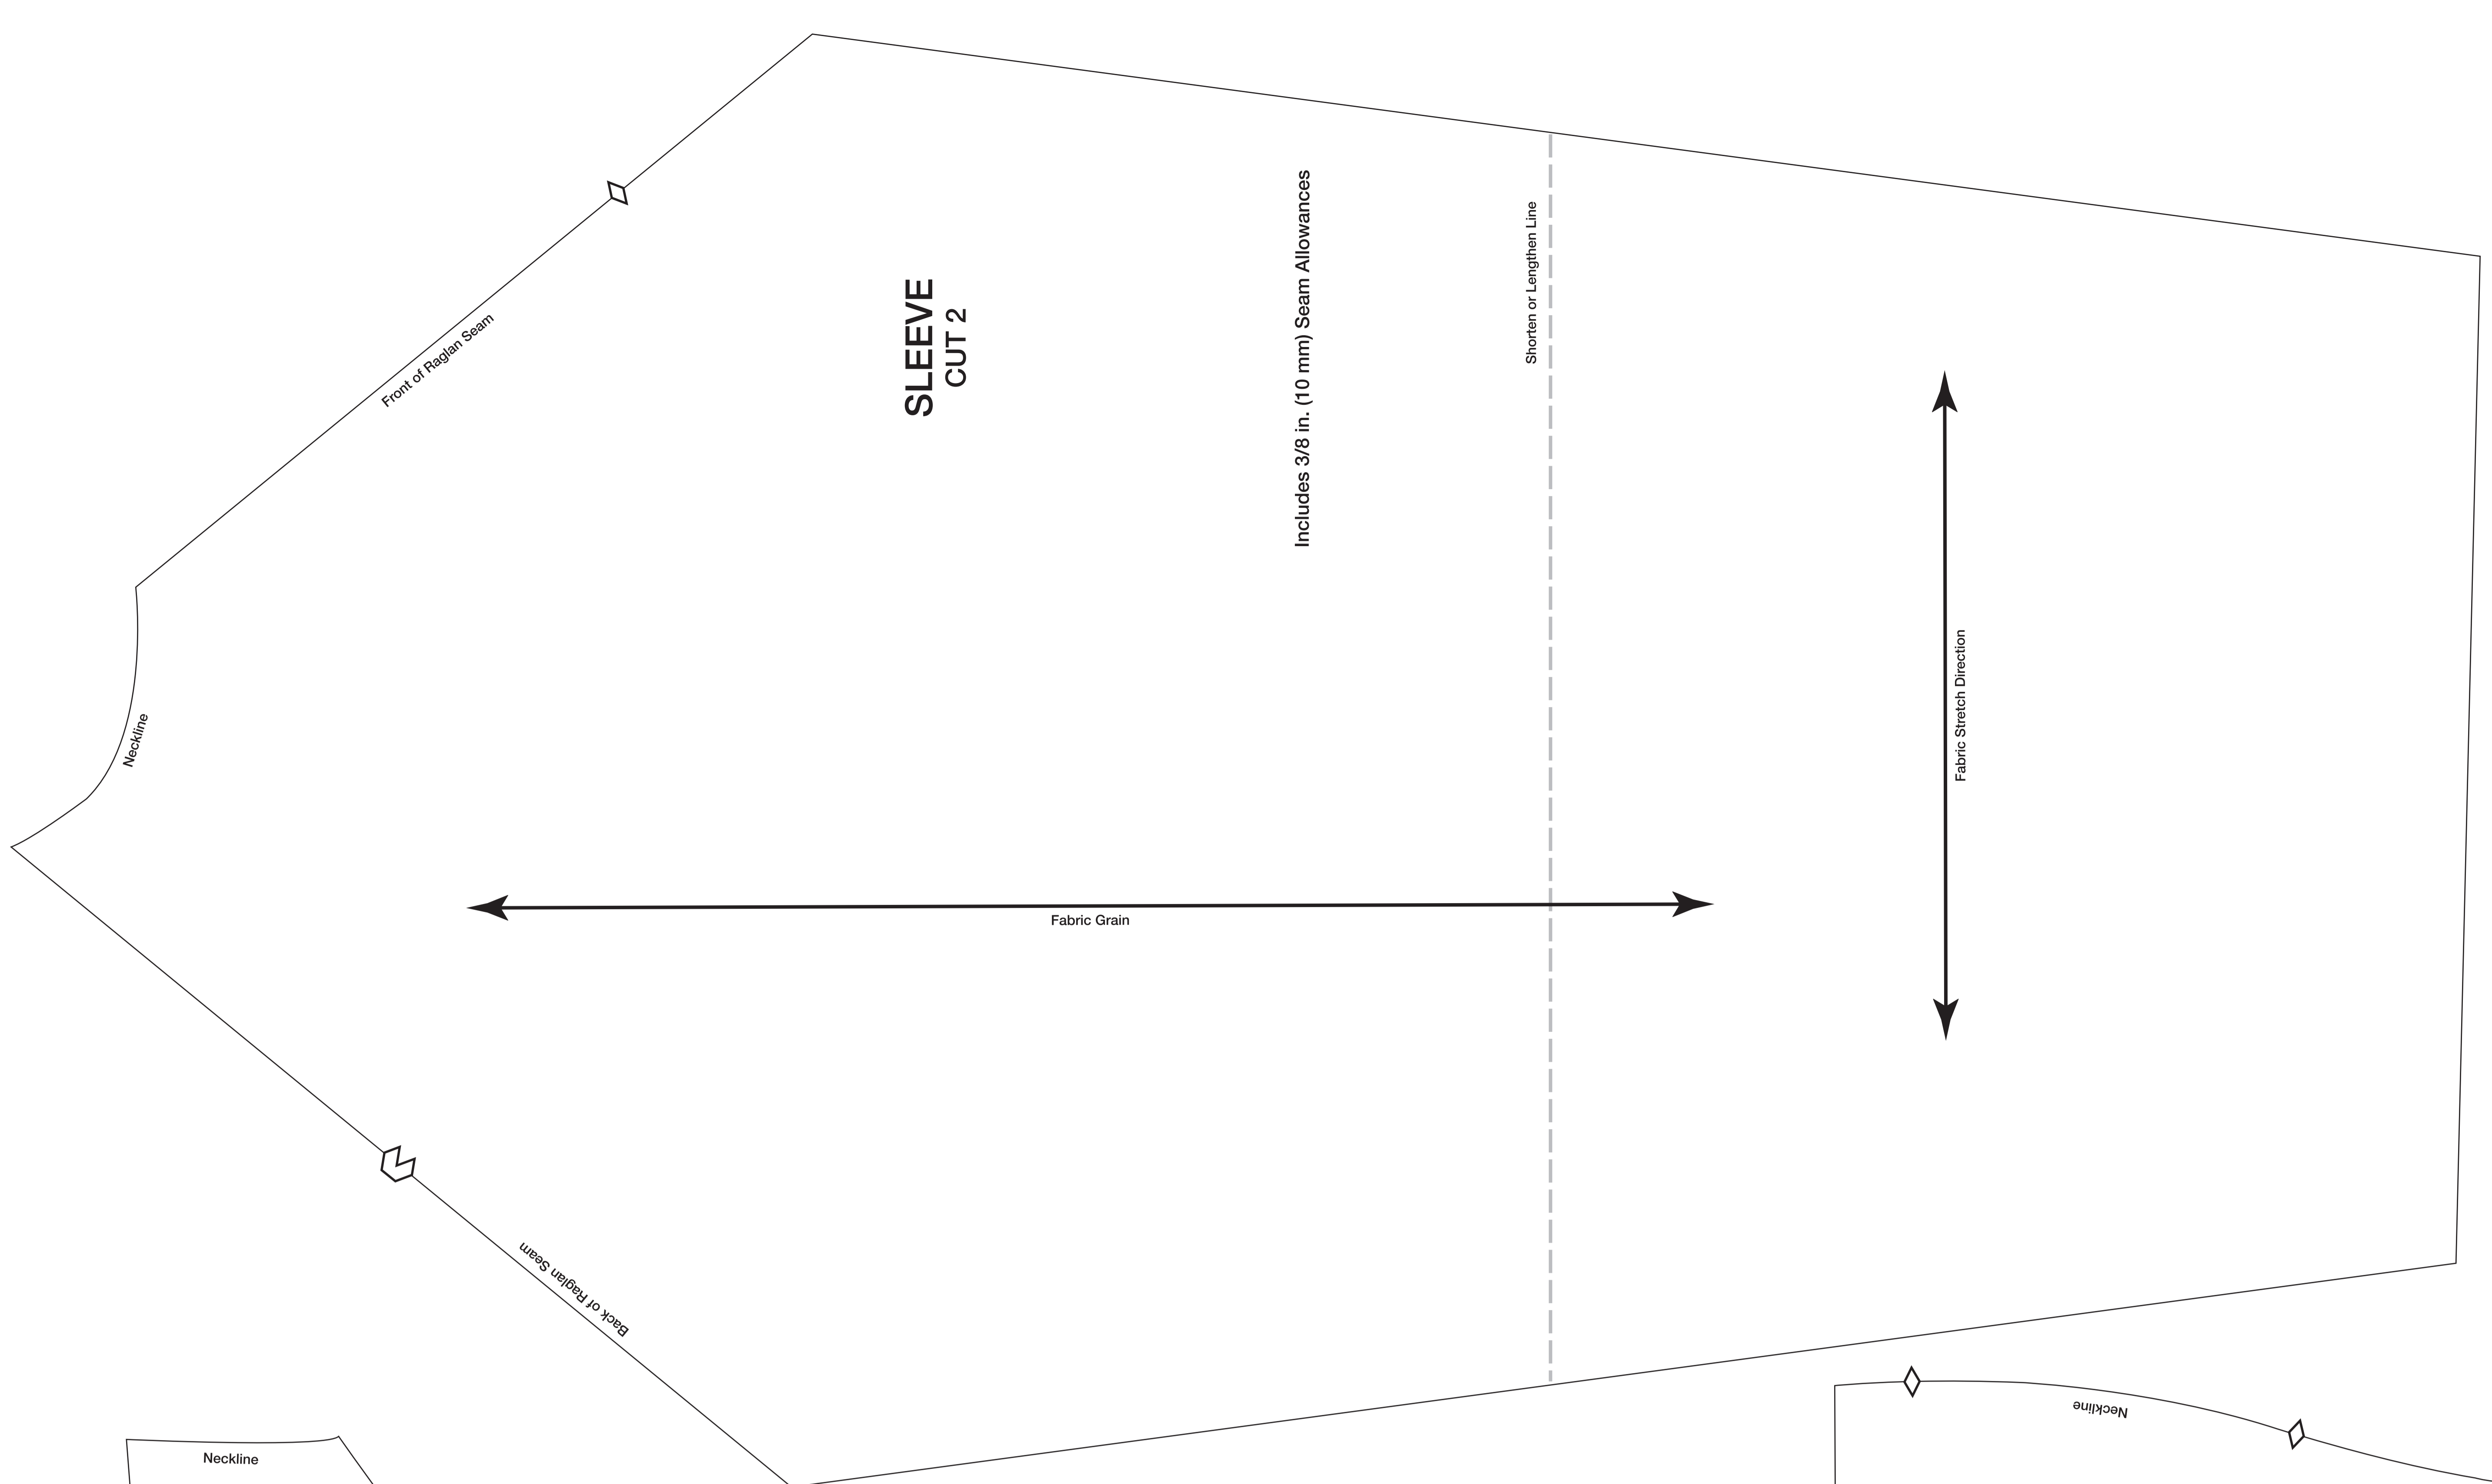 Front of Raglan Seam
SLEEVE
CUT 2
Includes 3/8 in. (10 mm) Seam Allowances
Shorten or Lengthen Line
Neckline
Fabric Stretch Direction
Fabric Grain
Back of Raglan Seam
Neckline
Neckline